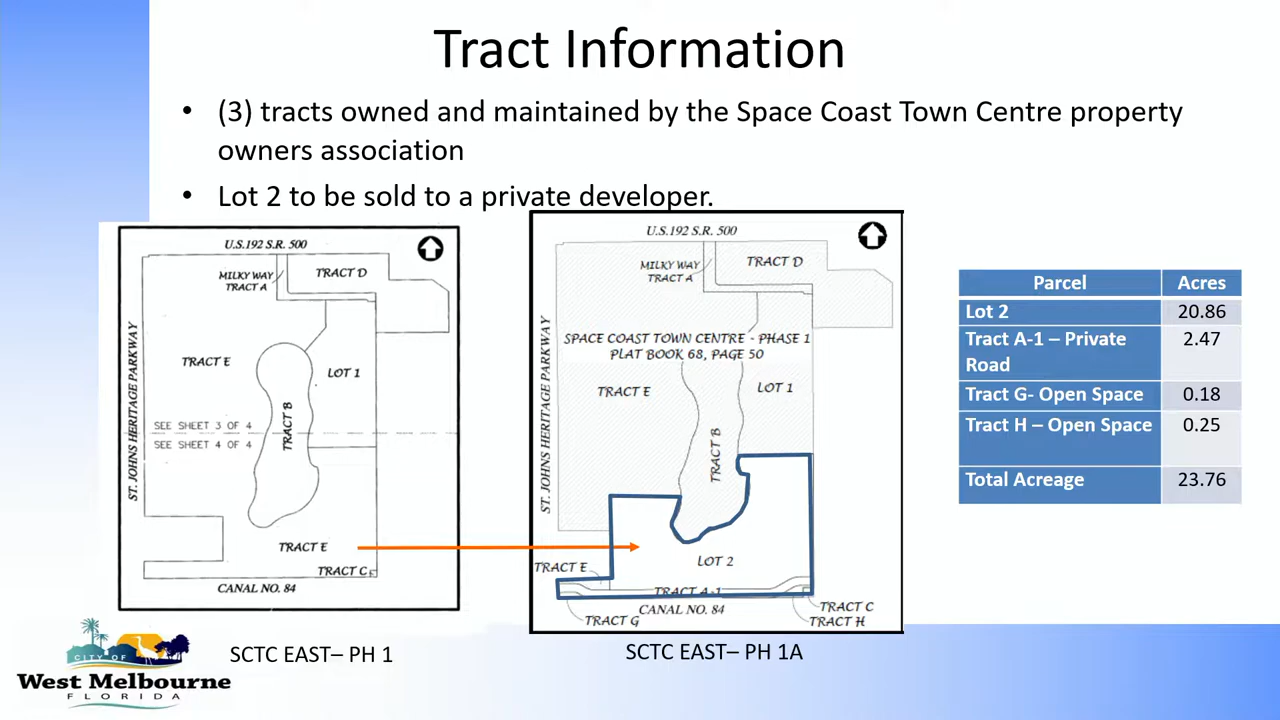 Tract Information
• (3) tracts owned and maintained by the Space Coast Town Centre property
owners association
• Lot 2 to be sold to a private developer.
U.S.192 S.R. 500
MILKY WAY
TRACT A
TRACT D
ST. JOHNS HERITAGE PARKWAY
TRACT E
LOT 1
TRACT B
SEE SHEET 3 OF 4
SEE SHEET 4 OF 4
TRACT E
TRACT C
CANAL NO. 84
SCTC EAST– PH 1
U.S.192 S.R. 500
MILKY WAY
TRACT A
TRACT D
ST. JOHNS HERITAGE PARKWAY
SPACE COAST TOWN CENTRE - PHASE 1
PLAT BOOK 68, PAGE 50
TRACT E
LOT 1
TRACT B
LOT 2
TRACT E
TRACT A-1
CANAL NO. 84
TRACT C
TRACT G
TRACT H
SCTC EAST– PH 1A
Parcel Acres
Lot 2 20.86
Tract A-1 – Private 2.47
Road
Tract G- Open Space 0.18
Tract H – Open Space 0.25
Total Acreage 23.76
CITY OF
West Melbourne
FLORIDA